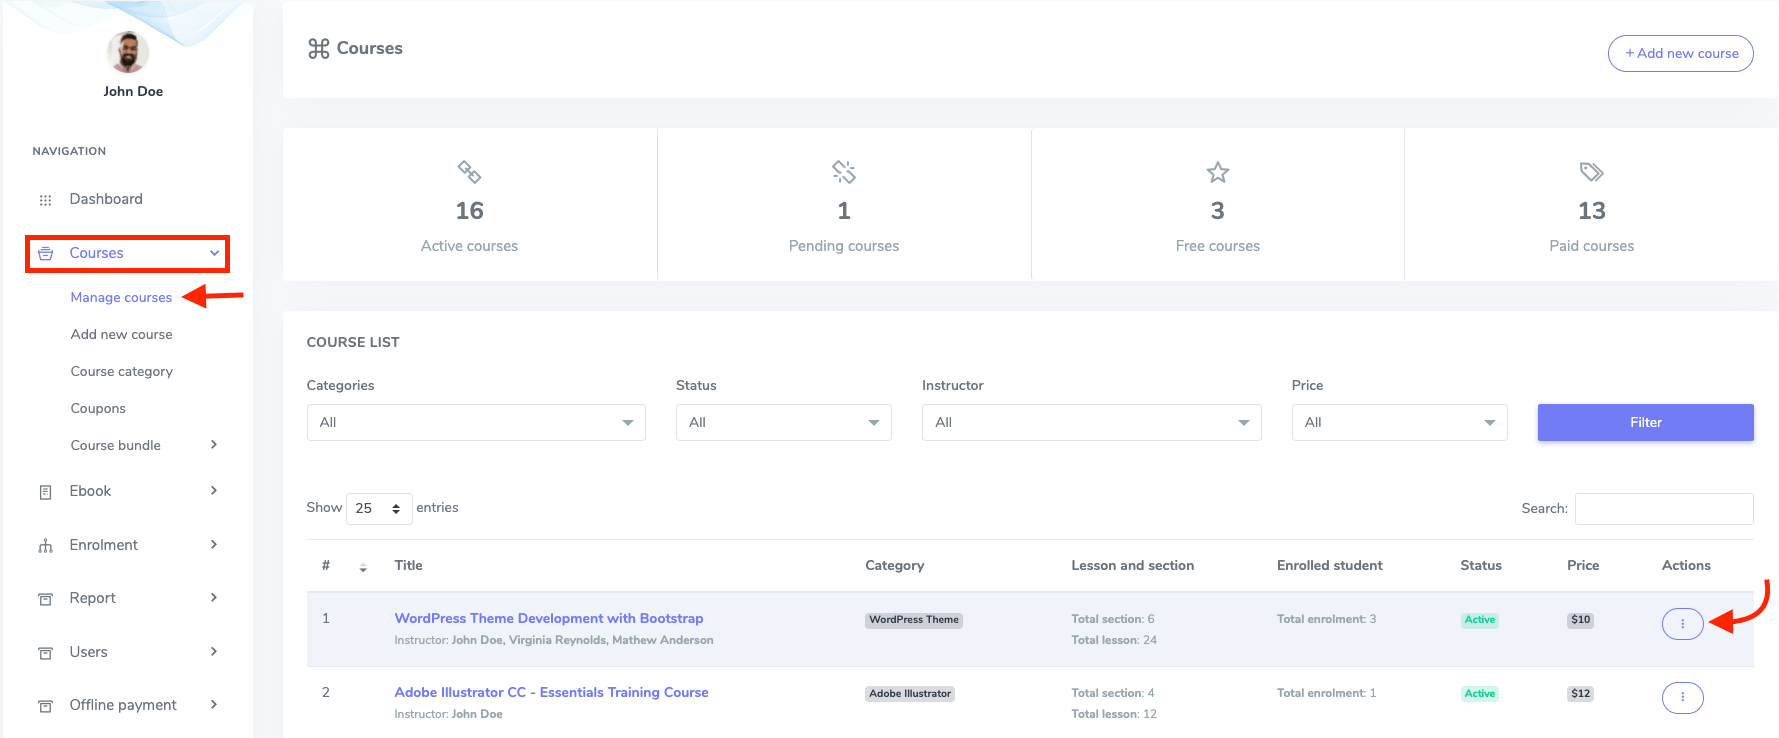 John Doe
NAVIGATION
Dashboard
Courses
Manage courses
Add new course
Course category
Coupons
Course bundle
Ebook
Enrolment
Report
Users
Offline payment
Courses
+ Add new course
16
Active courses
1
Pending courses
3
Free courses
13
Paid courses
COURSE LIST
Categories Status Instructor Price
All All All All Filter
Show 25 entries Search:
# Title Category Lesson and section Enrolled student Status Price Actions
1 WordPress Theme Development with Bootstrap WordPress Theme Total section: 6 Total enrolment: 3 Active $10
Instructor: John Doe, Virginia Reynolds, Mathew Anderson Total lesson: 24
2 Adobe Illustrator CC - Essentials Training Course Adobe Illustrator Total section: 4 Total enrolment: 1 Active $12
Instructor: John Doe Total lesson: 12